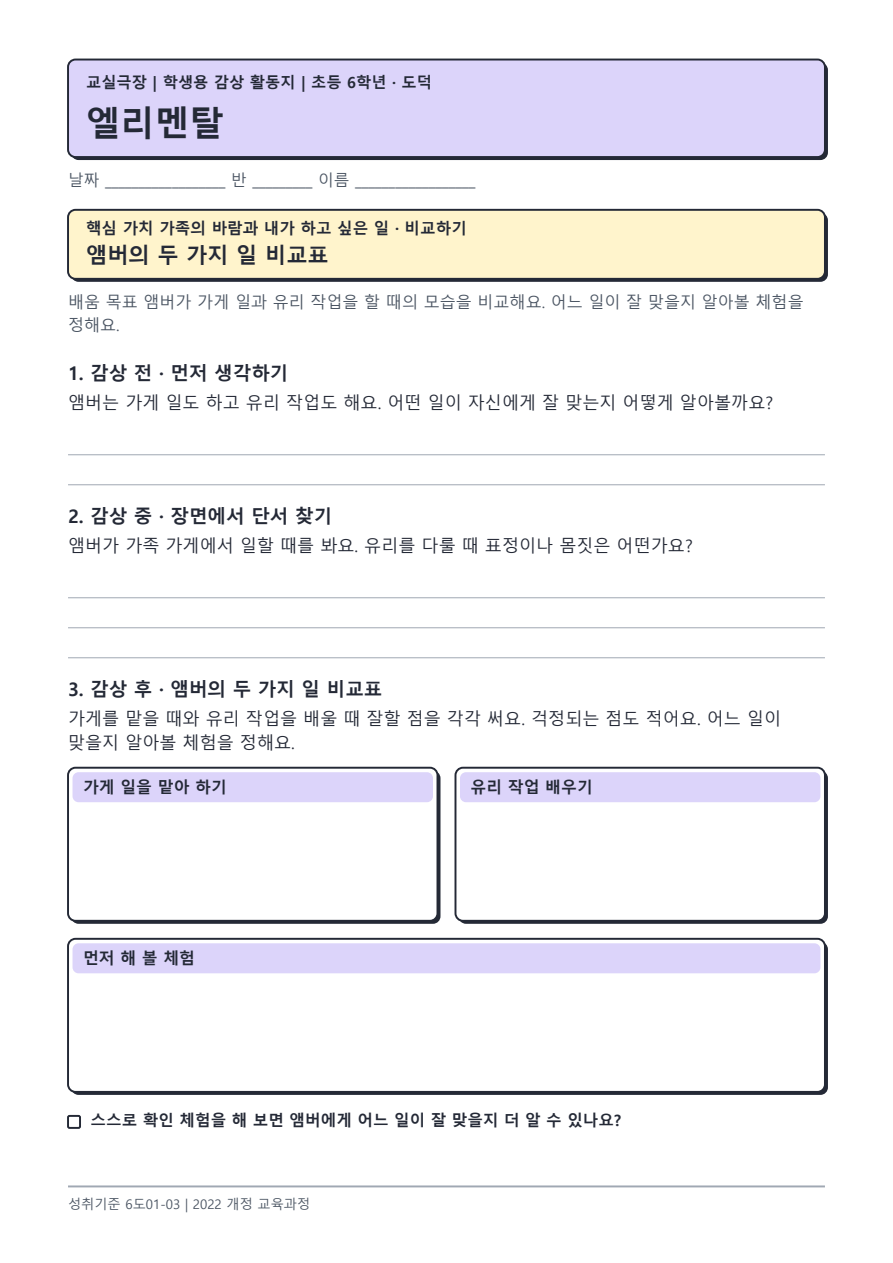 교실극장 | 학생용 감상 활동지 | 초등 6학년 · 도덕
엘리멘탈
날짜 _______________ 반 ________ 이름 _______________
핵심 가치 가족의 바람과 내가 하고 싶은 일 · 비교하기
앰버의 두 가지 일 비교표
배움 목표 앰버가 가게 일과 유리 작업을 할 때의 모습을 비교해요. 어느 일이 잘 맞을지 알아볼 체험을
정해요.
1. 감상 전 · 먼저 생각하기
앰버는 가게 일도 하고 유리 작업도 해요. 어떤 일이 자신에게 잘 맞는지 어떻게 알아볼까요?
2. 감상 중 · 장면에서 단서 찾기
앰버가 가족 가게에서 일할 때를 봐요. 유리를 다룰 때 표정이나 몸짓은 어떤가요?
3. 감상 후 · 앰버의 두 가지 일 비교표
가게를 맡을 때와 유리 작업을 배울 때 잘할 점을 각각 써요. 걱정되는 점도 적어요. 어느 일이
맞을지 알아볼 체험을 정해요.
가게 일을 맡아 하기
유리 작업 배우기
먼저 해 볼 체험
스스로 확인 체험을 해 보면 앰버에게 어느 일이 잘 맞을지 더 알 수 있나요?
성취기준 6도01-03 | 2022 개정 교육과정